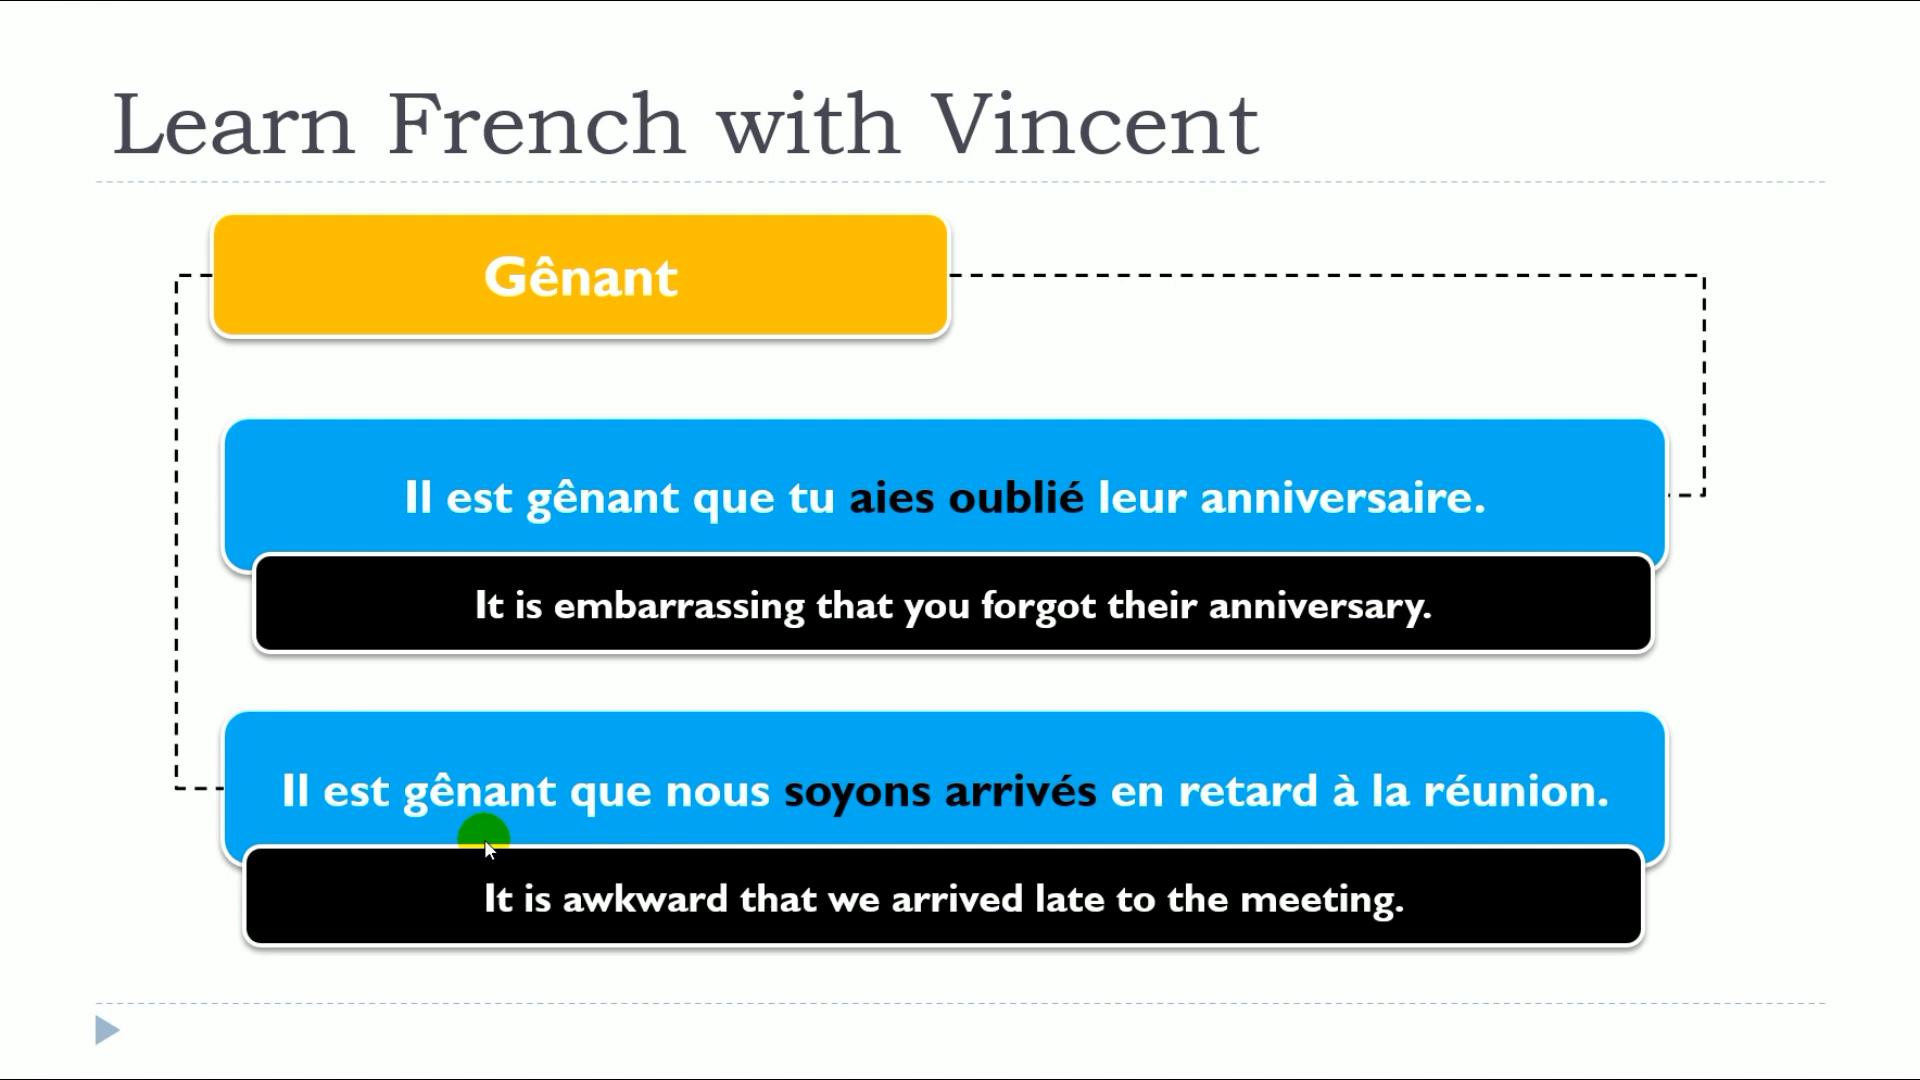 Learn French with Vincent
Gênant
Il est gênant que tu aies oublié leur anniversaire.
It is embarrassing that you forgot their anniversary.
Il est gênant que nous soyons arrivés en retard à la réunion.
It is awkward that we arrived late to the meeting.